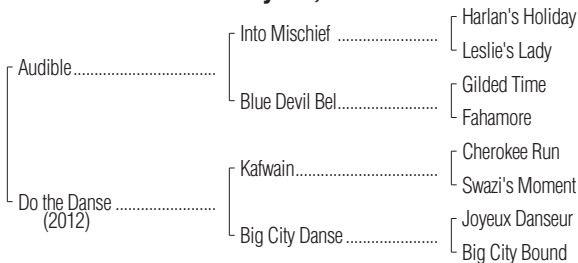 Harlan's Holiday
Into Mischief ........................
Leslie's Lady
Audible.................................
Gilded Time
Blue Devil Bel........................
Fahamore
Cherokee Run
Kafwain.................................
Swazi's Moment
Do the Danse .......................
(2012)
Joyeux Danseur
Big City Danse .....................
Big City Bound